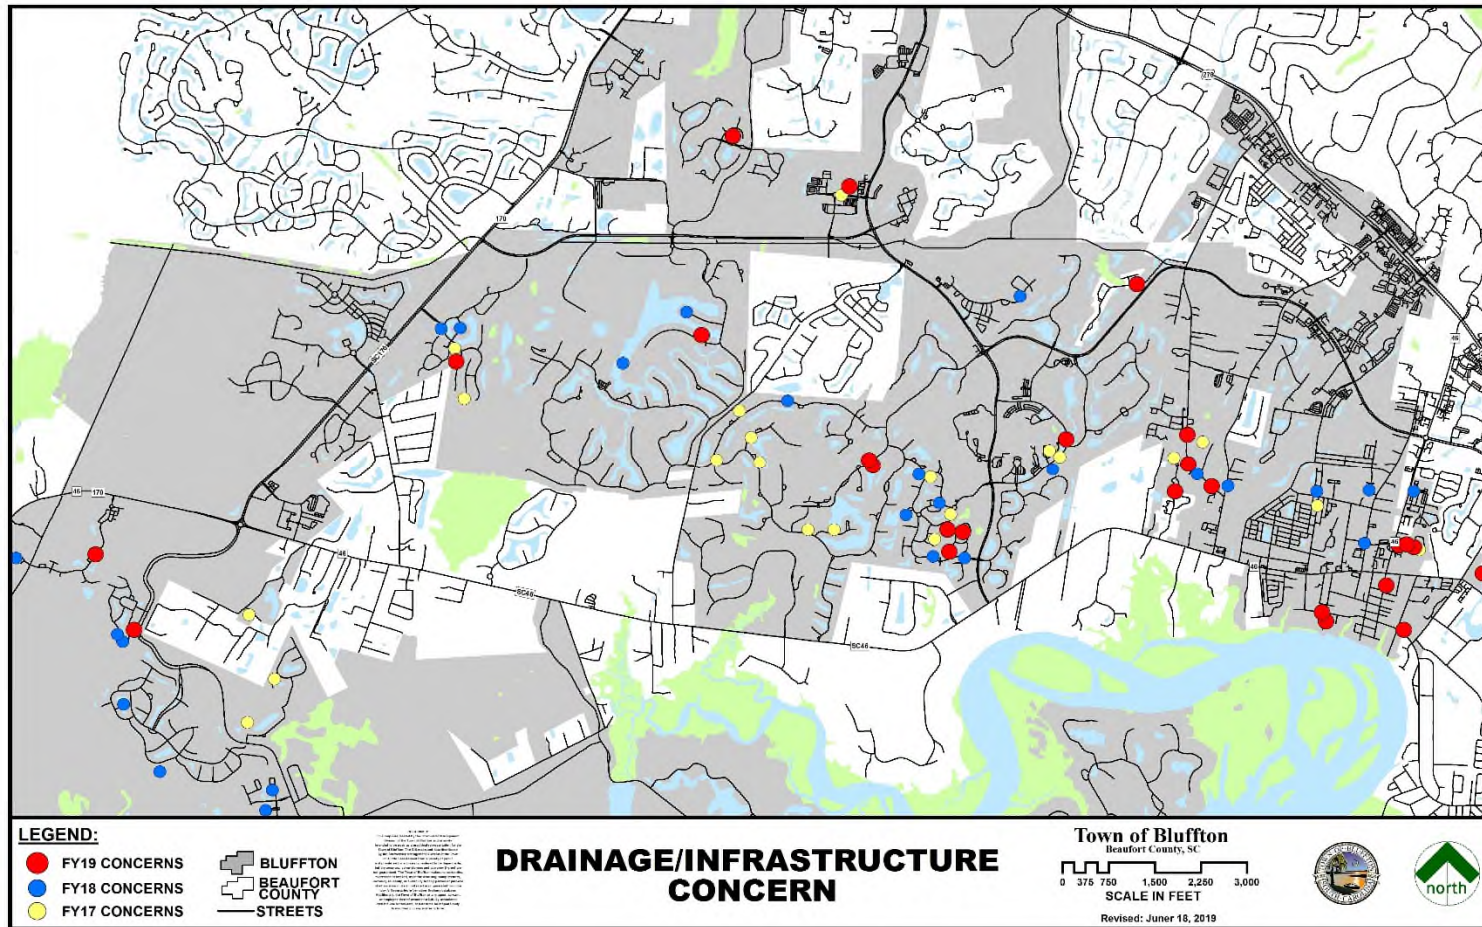 170
278
SC170
46
46 170
46
SC46
SC46
46
46
LEGEND:
FY19 CONCERNS
FY18 CONCERNS
FY17 CONCERNS
BLUFFTON
BEAUFORT
COUNTY
STREETS
DRAINAGE/INFRASTRUCTURE
CONCERN
Town of Bluffton
Beaufort County, SC
0 375 750 1,500 2,250 3,000
SCALE IN FEET
Revised: Juner 18, 2019
north